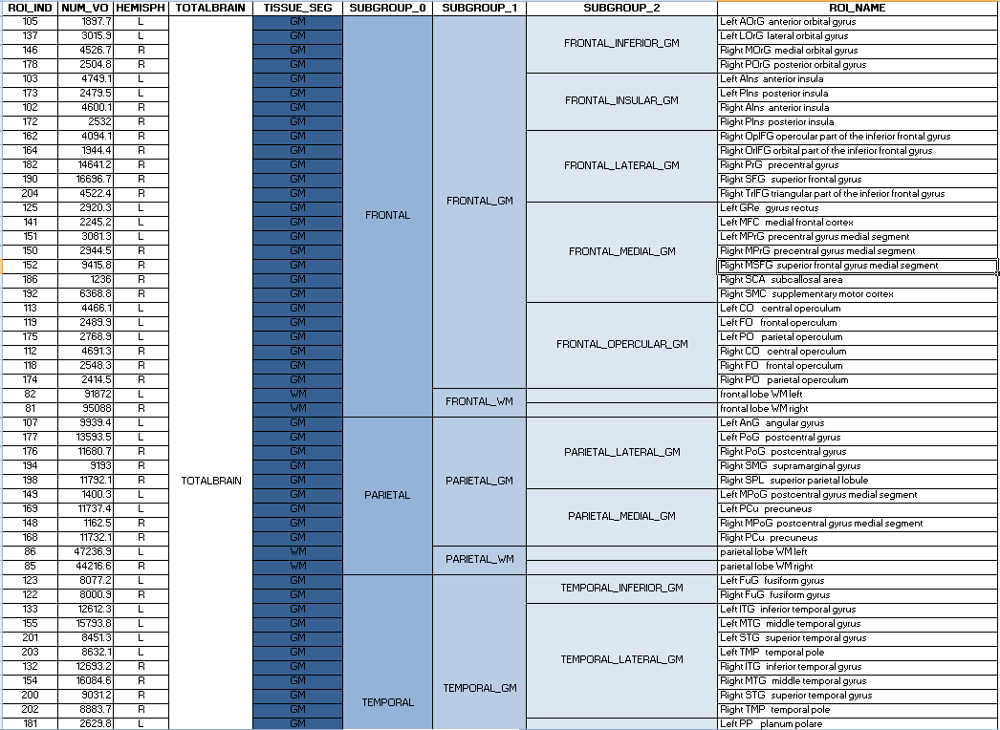 ROI_IND NUM_VO HEMISPH TOTALBRAIN TISSUE_SEG SUBGROUP_0 SUBGROUP_1 SUBGROUP_2 ROI_NAME
105 1897.7 L GM Left AOrG anterior orbital gyrus
137 3015.9 L GM Left LOrG lateral orbital gyrus
FRONTAL_INFERIOR_GM
146 4526.7 R GM Right MOrG medial orbital gyrus
178 2504.8 R GM Right POrG posterior orbital gyrus
103 4749.1 L GM Left AIns anterior insula
173 2479.5 L GM Left PIns posterior insula
FRONTAL_INSULAR_GM
102 4600.1 R GM Right AIns anterior insula
172 2532 R GM Right PIns posterior insula
162 4094.1 R GM Right OpIFG opercular part of the inferior frontal gyrus
164 1944.4 R GM Right OrIFG orbital part of the inferior frontal gyrus
182 14641.2 R GM FRONTAL_LATERAL_GM Right PrG precentral gyrus
190 16696.7 R GM Right SFG superior frontal gyrus
204 4522.4 R GM FRONTAL_GM Right TrIFG triangular part of the inferior frontal gyrus
125 2920.3 L GM FRONTAL Left GRe gyrus rectus
141 2245.2 L GM Left MFC medial frontal cortex
151 3081.3 L GM Left MPrG precentral gyrus medial segment
150 2944.5 R GM FRONTAL_MEDIAL_GM Right MPrG precentral gyrus medial segment
152 9415.8 R GM Right MSFG superior frontal gyrus medial segment
186 1236 R GM Right SCA subcallosal area
192 6368.8 R GM Right SMC supplementary motor cortex
113 4466.1 L GM Left CO central operculum
119 2489.9 L GM Left FO frontal operculum
175 2768.9 L GM Left PO parietal operculum
FRONTAL_OPERCULAR_GM
112 4691.3 R GM Right CO central operculum
118 2548.3 R GM Right FO frontal operculum
174 2414.5 R GM Right PO parietal operculum
82 91872 L WM frontal lobe WM left
FRONTAL_WM
81 95088 R WM frontal lobe WM right
107 9939.4 L GM Left AnG angular gyrus
177 13593.5 L GM Left PoG postcentral gyrus
176 11680.7 R GM PARIETAL_LATERAL_GM Right PoG postcentral gyrus
194 9193 R GM Right SMG supramarginal gyrus
198 11792.1 R TOTALBRAIN GM PARIETAL_GM Right SPL superior parietal lobule
149 1400.3 L GM PARIETAL Left MPoG postcentral gyrus medial segment
169 11737.4 L GM Left PCu precuneus
PARIETAL_MEDIAL_GM
148 1162.5 R GM Right MPoG postcentral gyrus medial segment
168 11732.1 R GM Right PCu precuneus
86 47236.9 L WM parietal lobe WM left
PARIETAL_WM
85 44216.6 R WM parietal lobe WM right
123 8077.2 L GM Left FuG fusiform gyrus
TEMPORAL_INFERIOR_GM
122 8000.9 R GM Right FuG fusiform gyrus
133 12612.3 L GM Left ITG inferior temporal gyrus
155 15793.8 L GM Left MTG middle temporal gyrus
201 8451.3 L GM Left STG superior temporal gyrus
203 8632.1 L GM Left TMP temporal pole
TEMPORAL_LATERAL_GM
132 12693.2 R GM Right ITG inferior temporal gyrus
154 16084.6 R GM TEMPORAL_GM Right MTG middle temporal gyrus
200 9031.2 R GM Right STG superior temporal gyrus
TEMPORAL
202 8883.7 R GM Right TMP temporal pole
181 2629.8 L GM Left PP planum polare